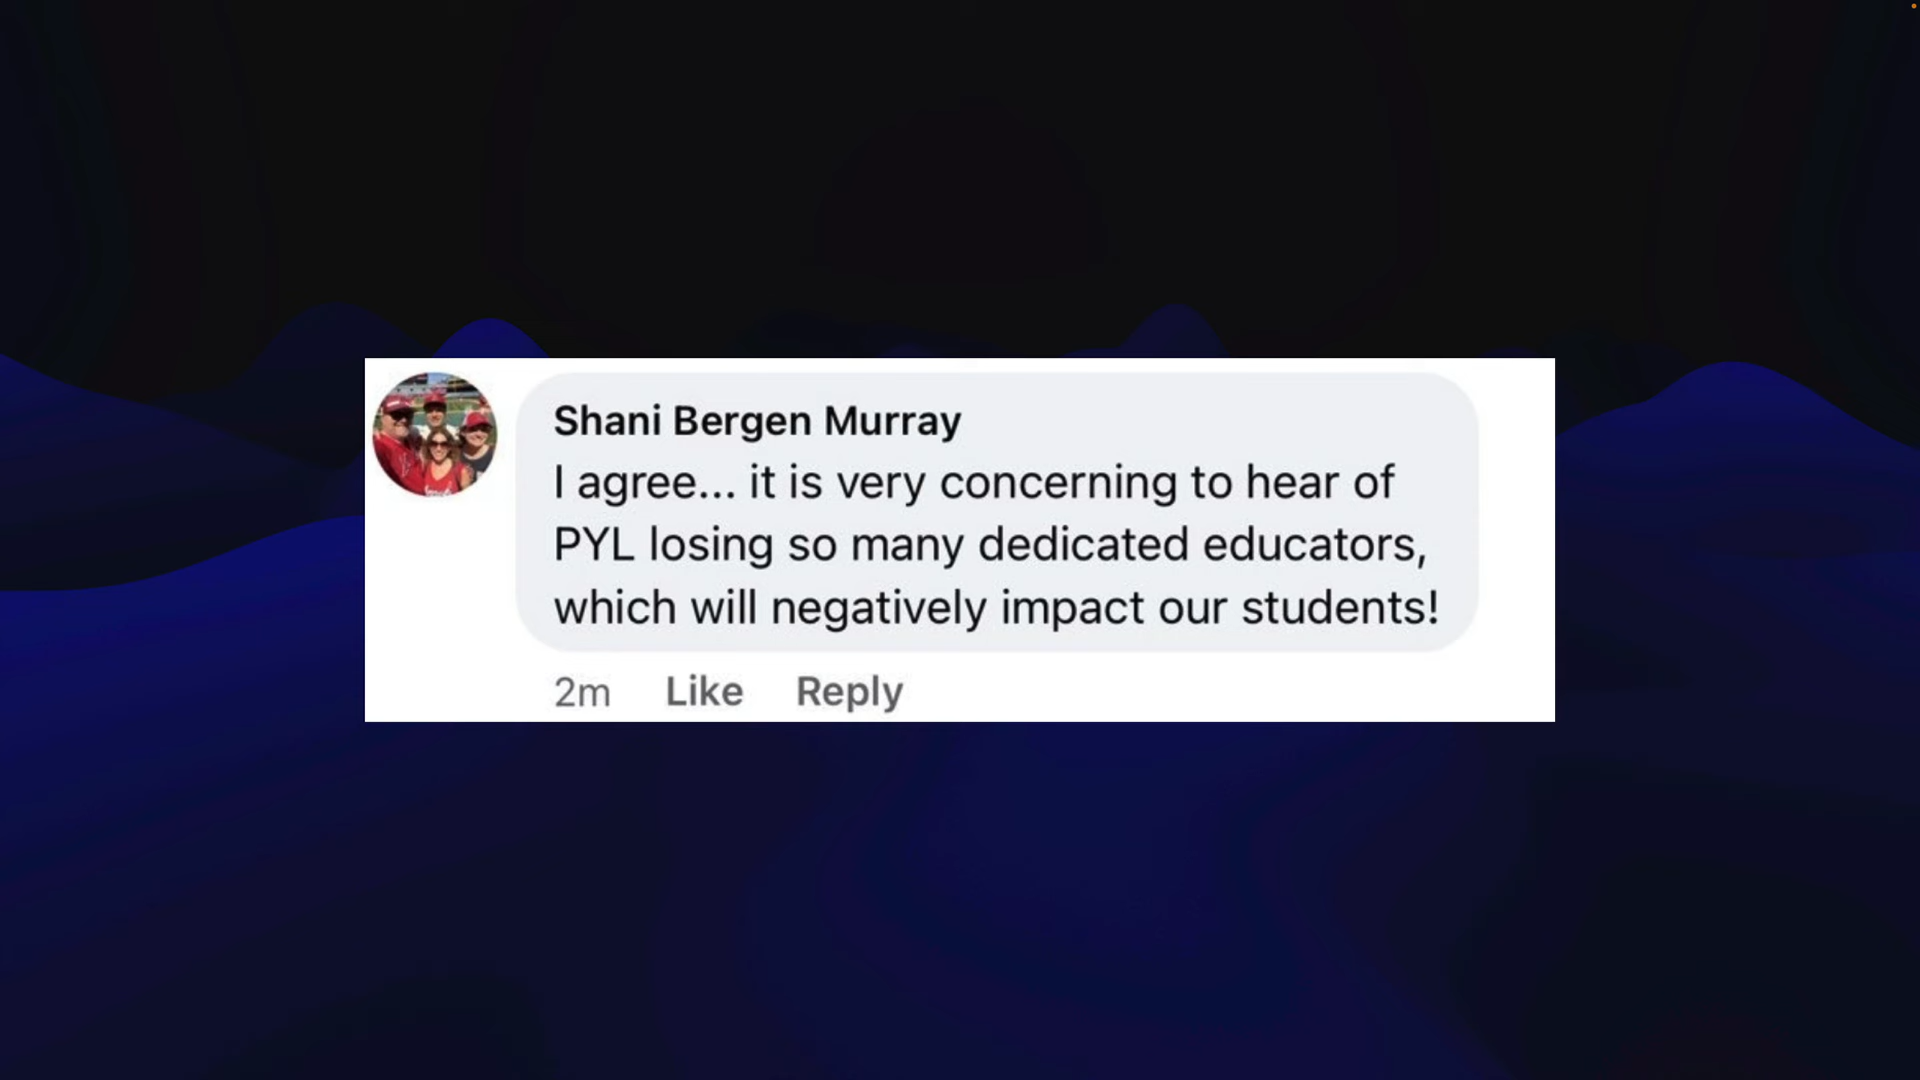 Shani Bergen Murray
I agree... it is very concerning to hear of
PYL losing so many dedicated educators,
which will negatively impact our students!
2m Like Reply